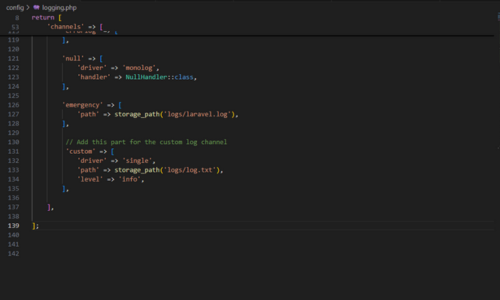 config > logging.php
8 return [
53 'channels' => [
119 ],
120
121 'null' => [
122 'driver' => 'monolog',
123 'handler' => NullHandler::class,
124 ],
125
126 'emergency' => [
127 'path' => storage_path('logs/laravel.log'),
128 ],
129
130 // Add this part for the custom log channel
131 'custom' => [
132 'driver' => 'single',
133 'path' => storage_path('logs/log.txt'),
134 'level' => 'info',
135 ],
136
137 ],
138
139 ];
140
141
142